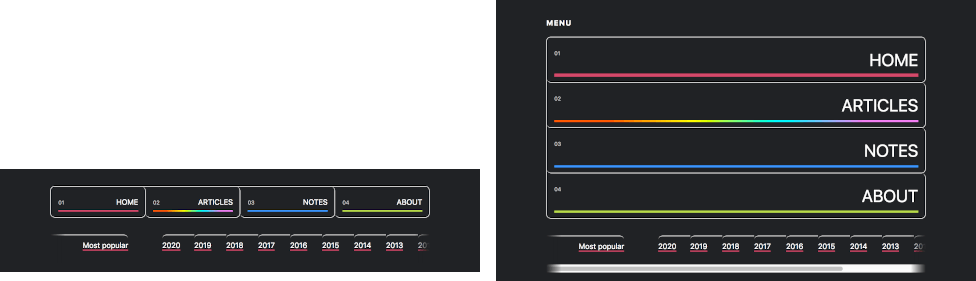 01 HOME 02 ARTICLES 03 NOTES 04 ABOUT
Most popular 2020 2019 2018 2017 2016 2015 2014 2013
MENU
01 HOME
02 ARTICLES
03 NOTES
04 ABOUT
Most popular 2020 2019 2018 2017 2016 2015 2014 2013